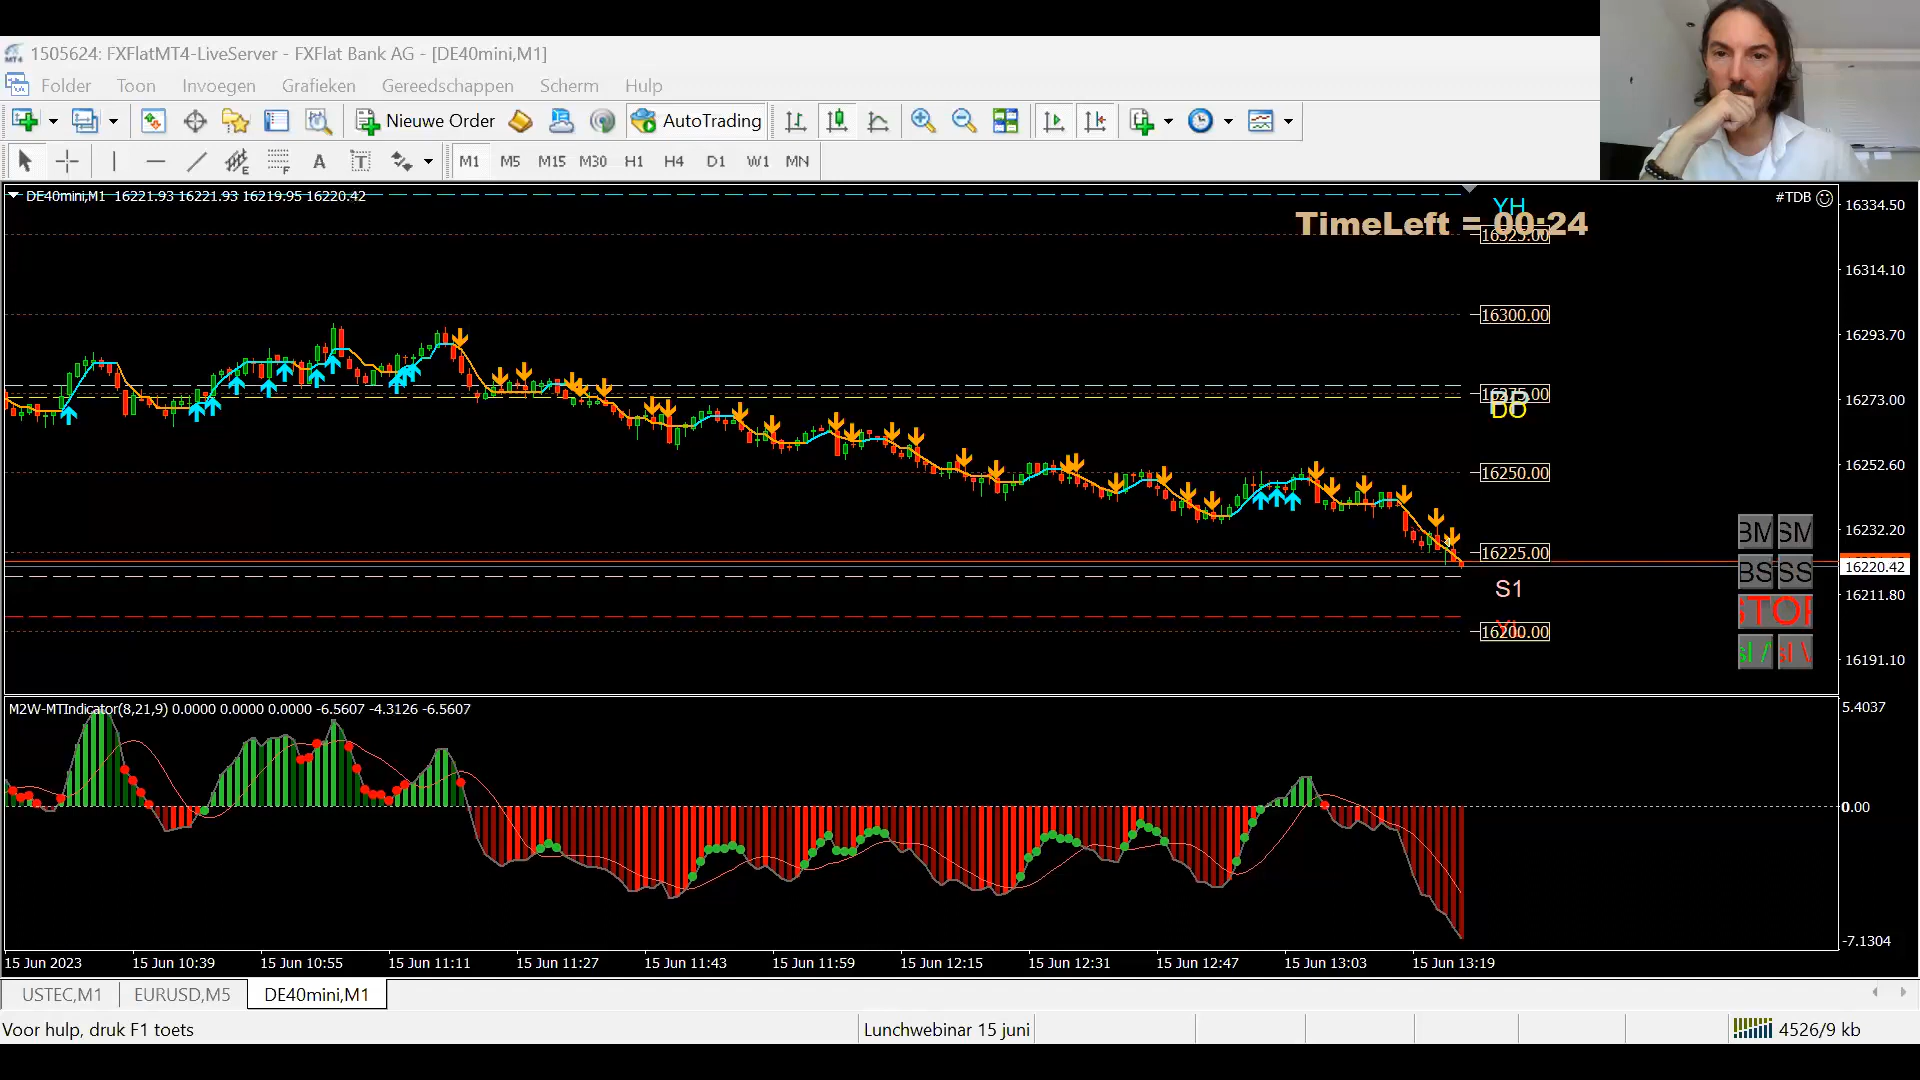 1505624: FXFlatMT4-LiveServer - FXFlat Bank AG - [DE40mini,M1]
Folder Toon Invoegen Grafieken Gereedschappen Scherm Hulp
Nieuwe Order AutoTrading
M1 M5 M15 M30 H1 H4 D1 W1 MN
DE40mini,M1 16221.93 16221.93 16219.95 16220.42
#TDB
YH
TimeLeft = 00:24
16334.50
16325.00
16314.10
16300.00
16293.70
16275.00
16273.00
DO
16250.00
16252.60
16232.20
BM SM
16225.00
16220.42
BS SS
S1
16211.80
STOP
16200.00
sl / sl \
16191.10
M2W-MTIndicator(8,21,9) 0.0000 0.0000 0.0000 -6.5607 -4.3126 -6.5607
5.4037
0.00
-7.1304
15 Jun 2023 15 Jun 10:39 15 Jun 10:55 15 Jun 11:11 15 Jun 11:27 15 Jun 11:43 15 Jun 11:59 15 Jun 12:15 15 Jun 12:31 15 Jun 12:47 15 Jun 13:03 15 Jun 13:19
USTEC,M1 EURUSD,M5 DE40mini,M1
Voor hulp, druk F1 toets
Lunchwebinar 15 juni
4526/9 kb